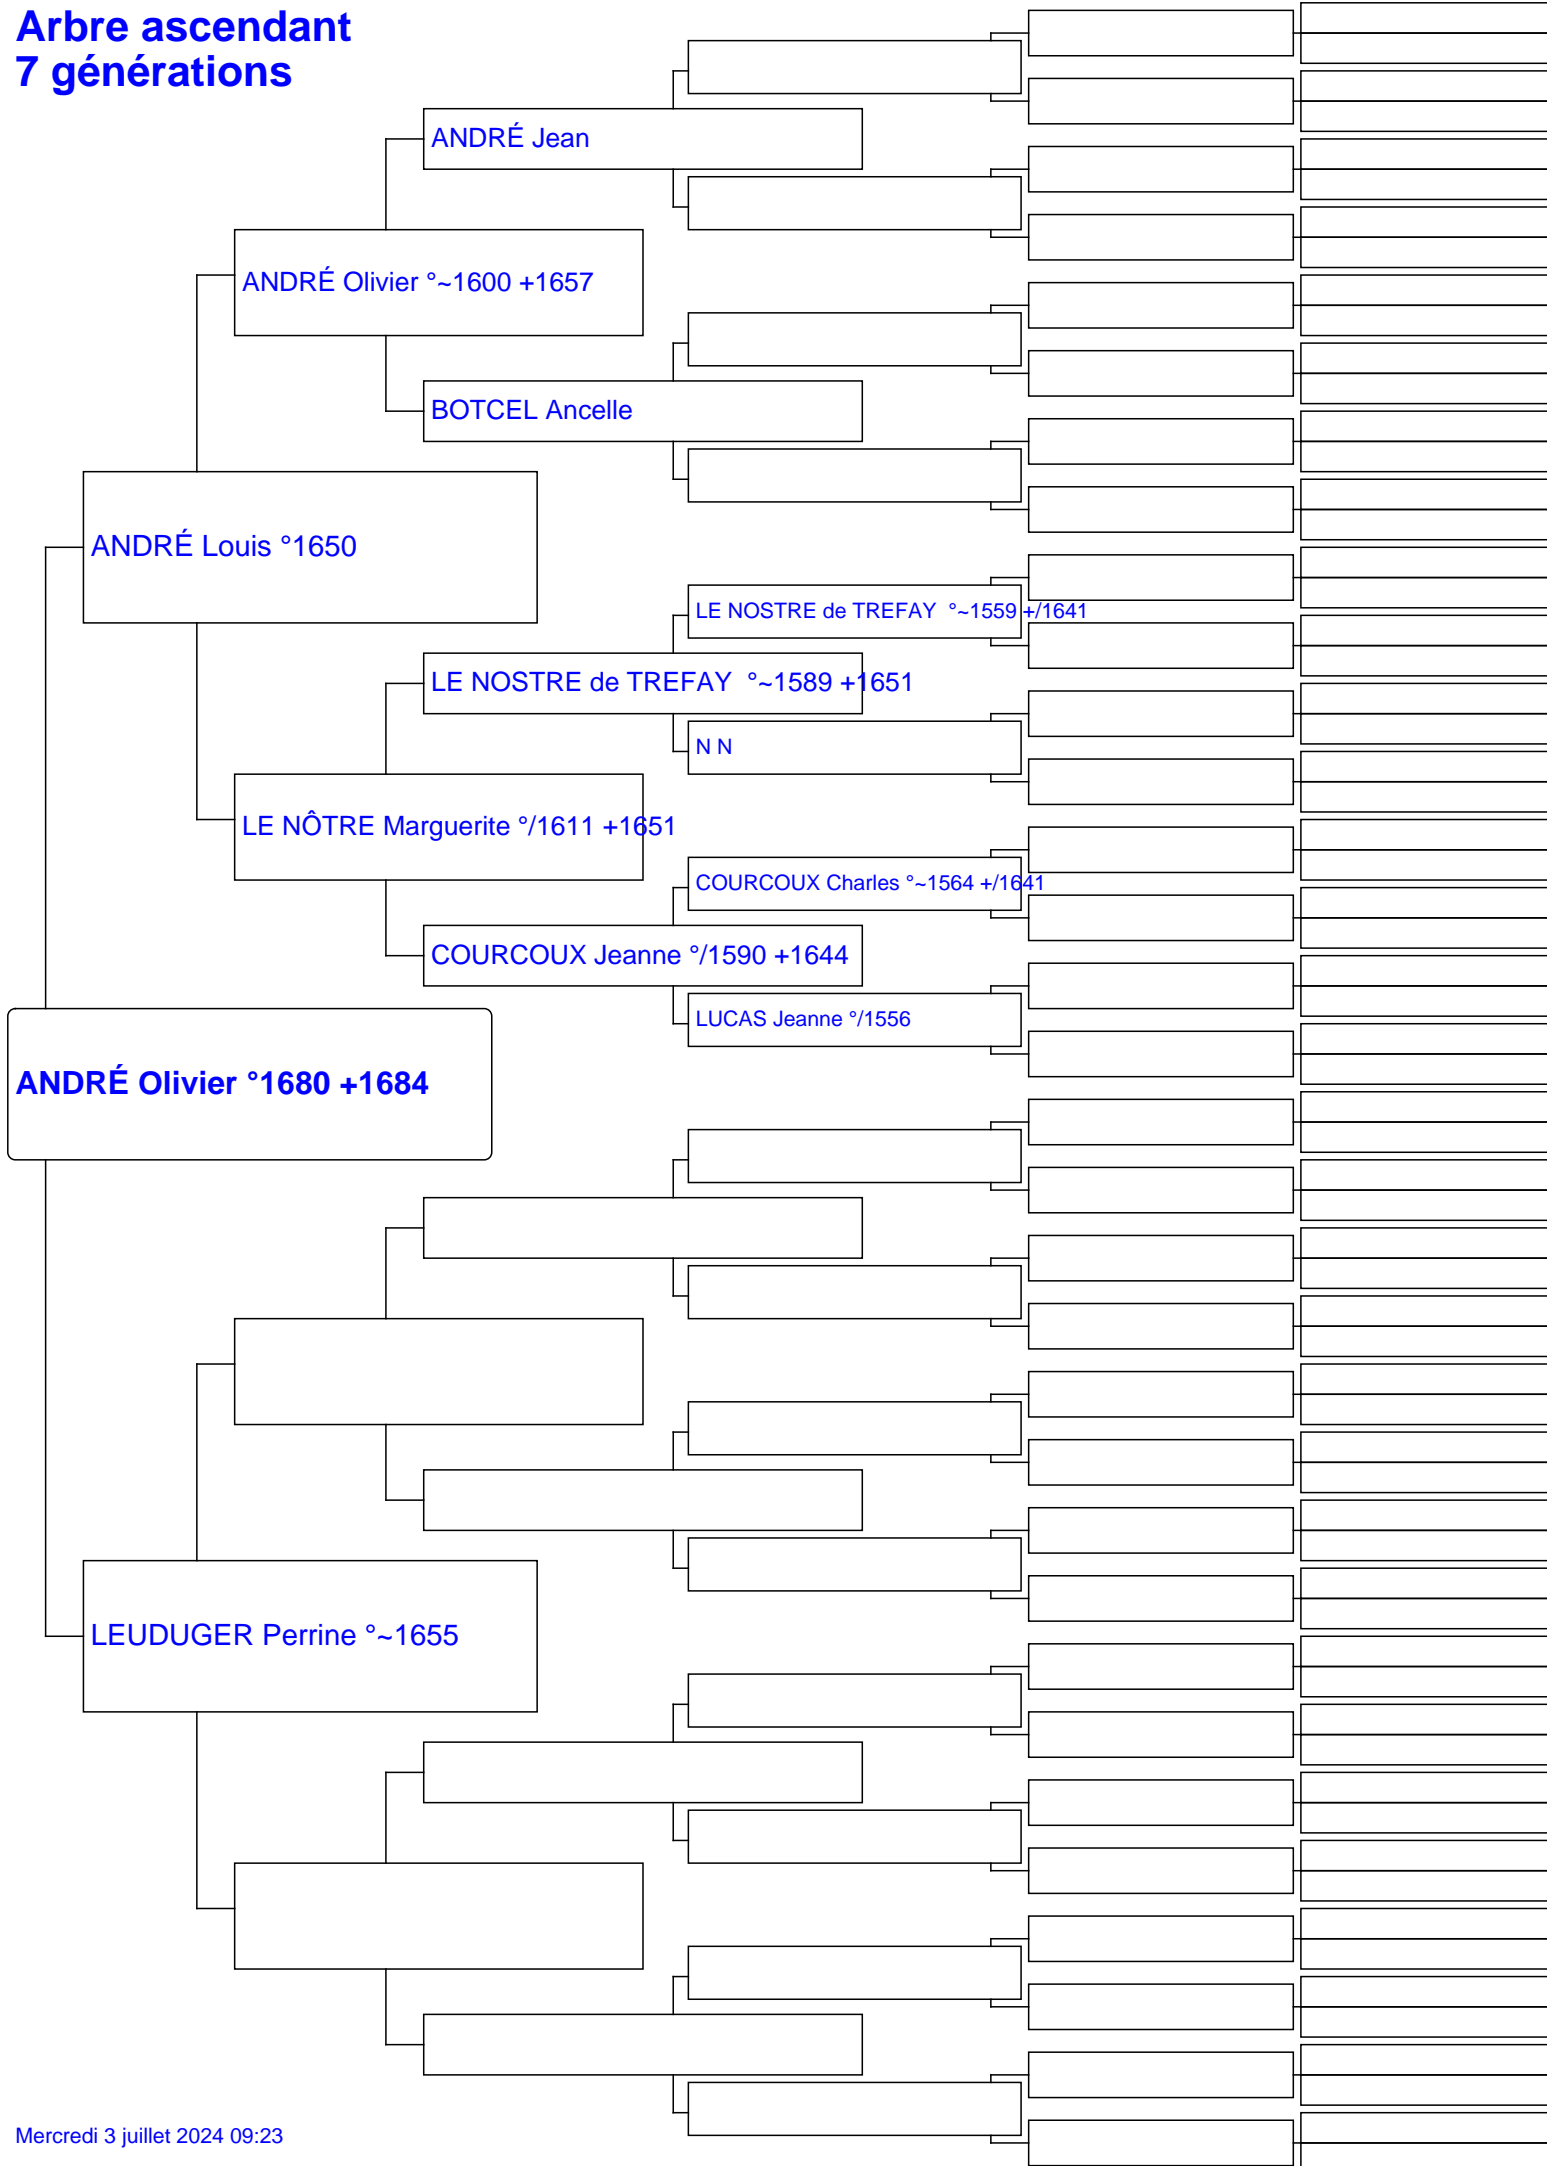 Arbre ascendant
7 générations
ANDRÉ Jean
ANDRÉ Olivier °~1600 +1657
BOTCEL Ancelle
ANDRÉ Louis °1650
LE NOSTRE de TREFAY  °~1559 +/1641
LE NOSTRE de TREFAY  °~1589 +1651
N N
LE NÔTRE Marguerite °/1611 +1651
COURCOUX Charles °~1564 +/1641
COURCOUX Jeanne °/1590 +1644
LUCAS Jeanne °/1556
ANDRÉ Olivier °1680 +1684
LEUDUGER Perrine °~1655
Mercredi 3 juillet 2024 09:23